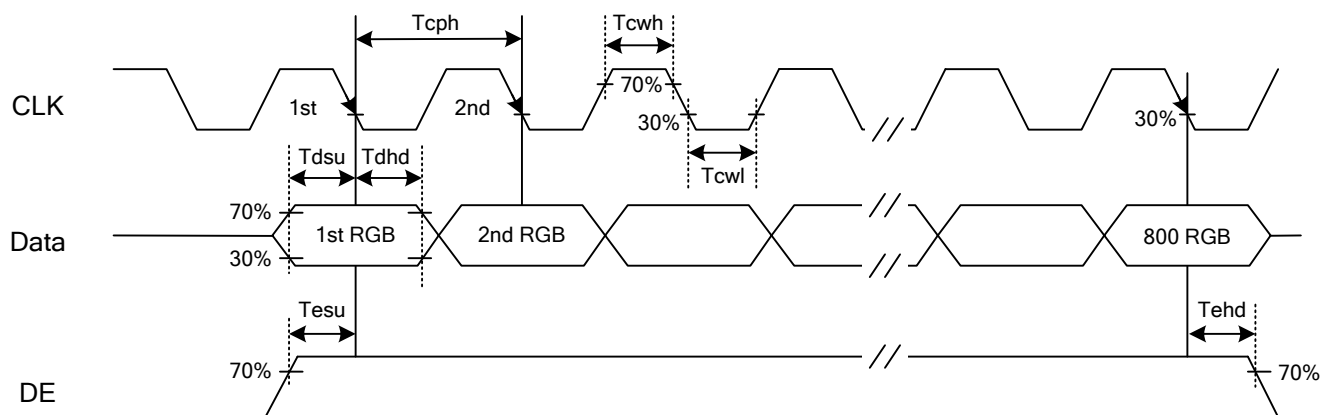 Tcph
Tcwh
CLK
1st
2nd
70%
30%
30%
Tdsu
Tdhd
Tcwl
Data
70%
30%
1st RGB
2nd RGB
800 RGB
Tesu
Tehd
DE
70%
70%